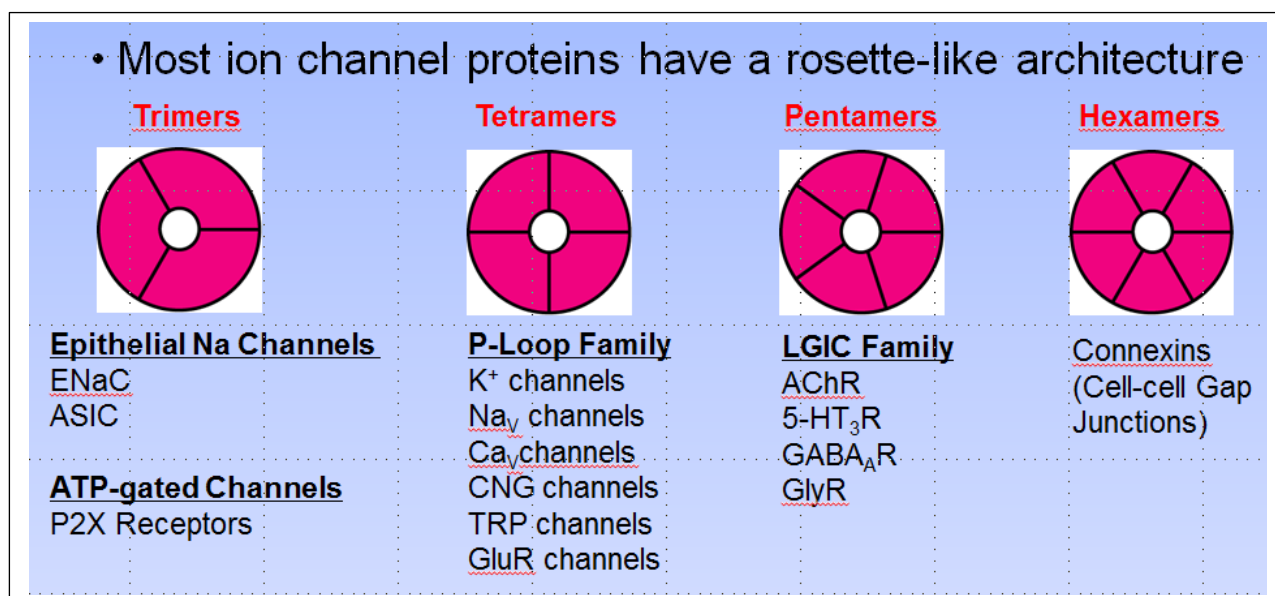 • Most ion channel proteins have a rosette-like architecture
Trimers
Tetramers
Pentamers
Hexamers
Epithelial Na Channels
ENaC
ASIC
ATP-gated Channels
P2X Receptors
P-Loop Family
K⁺ channels
Naᵥ channels
Caᵥchannels
CNG channels
TRP channels
GluR channels
LGIC Family
AChR
5-HT₃R
GABA_AR
GlyR
Connexins
(Cell-cell Gap
Junctions)